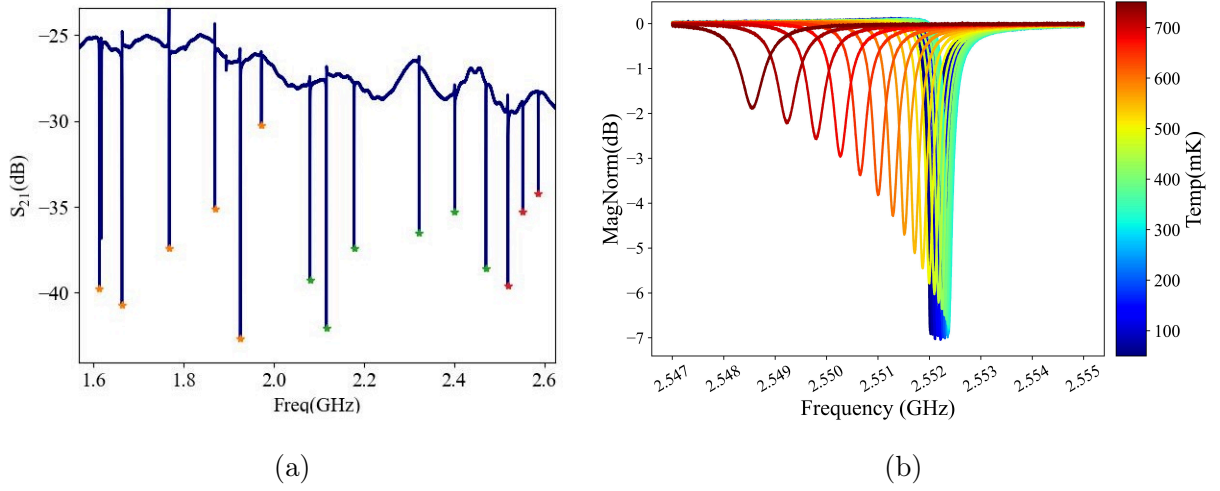 −25
−30
−35
−40
S21(dB)
1.6 1.8 2.0 2.2 2.4 2.6
Freq(GHz)
(a)
0
−1
−2
−3
−4
−5
−6
−7
MagNorm(dB)
2.547 2.548 2.549 2.550 2.551 2.552 2.553 2.554 2.555
Frequency (GHz)
700
600
500
400
300
200
100
Temp(mK)
(b)